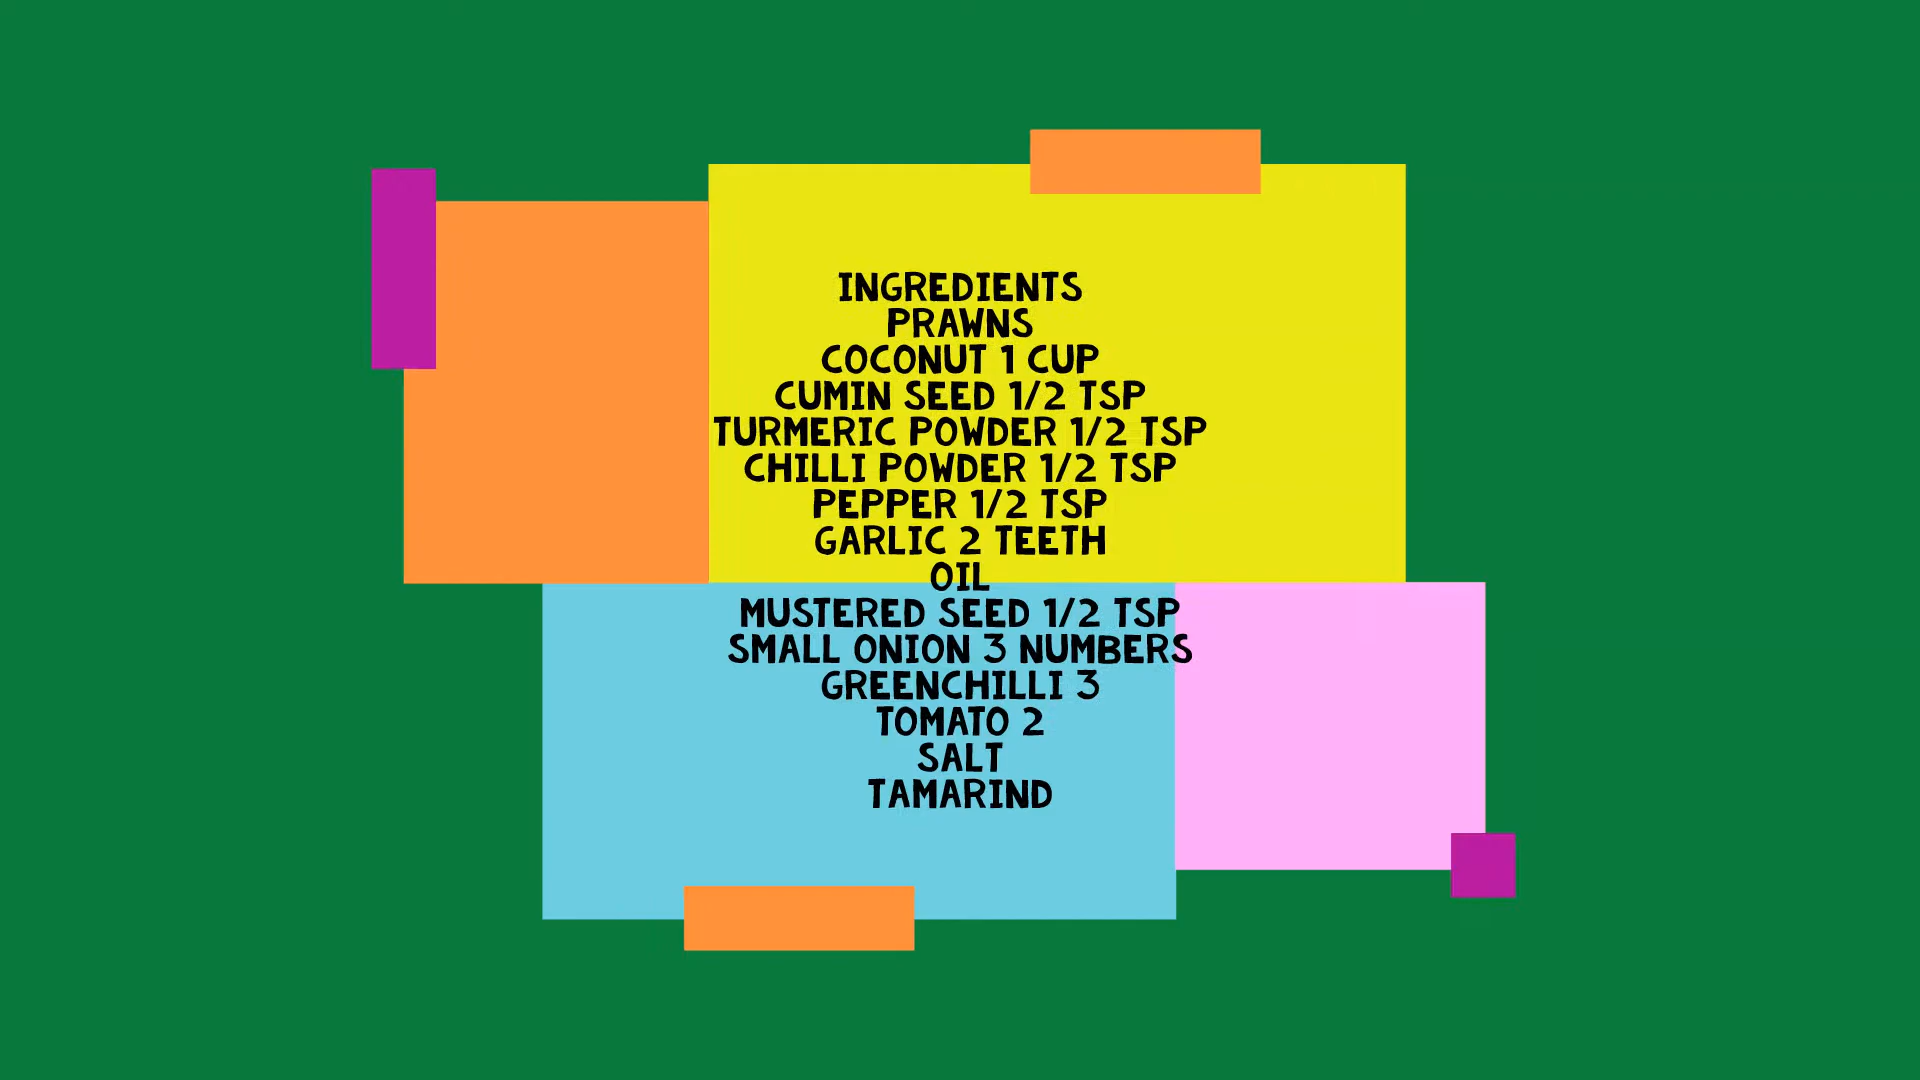 INGREDIENTS
PRAWNS
COCONUT 1 CUP
CUMIN SEED 1/2 TSP
TURMERIC POWDER 1/2 TSP
CHILLI POWDER 1/2 TSP
PEPPER 1/2 TSP
GARLIC 2 TEETH
OIL
MUSTERED SEED 1/2 TSP
SMALL ONION 3 NUMBERS
GREENCHILLI 3
TOMATO 2
SALT
TAMARIND